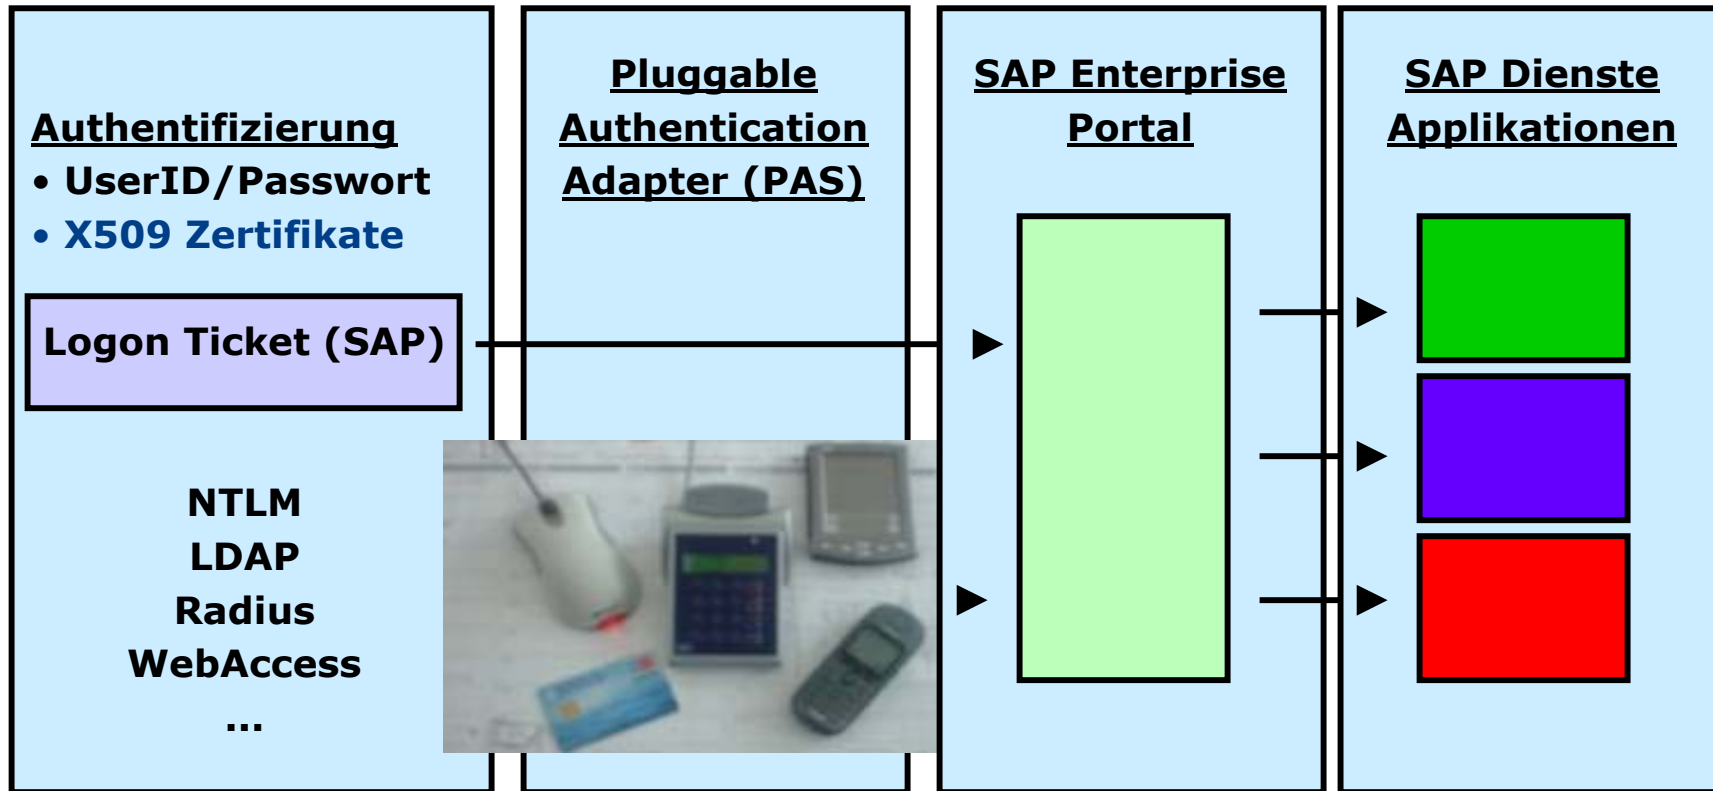 Authentifizierung
• UserID/Passwort
• X509 Zertifikate
Logon Ticket (SAP)
NTLM
LDAP
Radius
WebAccess
...
Pluggable
Authentication
Adapter (PAS)
SAP Enterprise
Portal
SAP Dienste
Applikationen